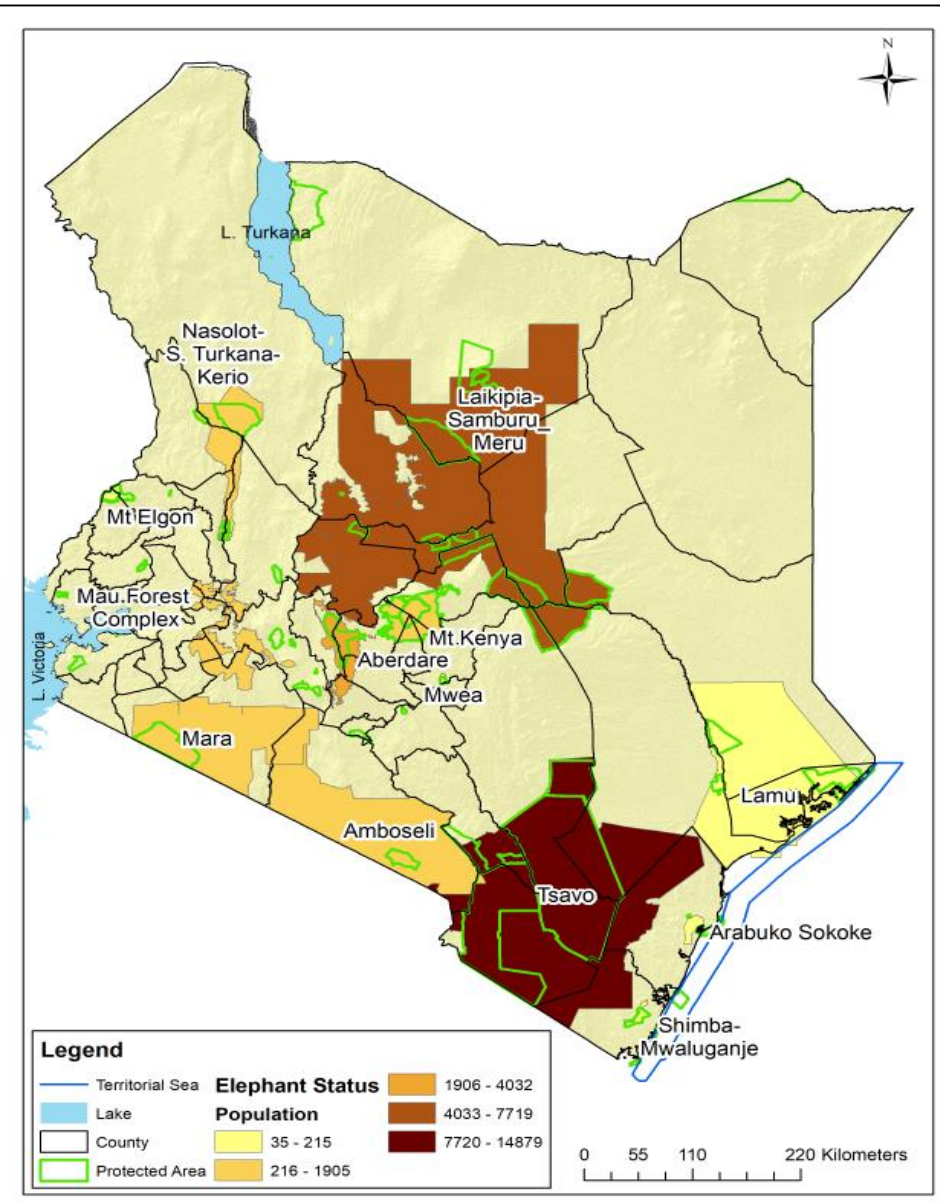 N
L. Turkana
Nasolot-
S. Turkana-
Kerio
Laikipia-
Samburu_
Meru
Mt Elgon
Mau Forest
Complex
Mt.Kenya
Aberdare
Mwea
L. Victoria
Mara
Lamu
Amboseli
Tsavo
Arabuko Sokoke
Shimba-
Mwaluganje
Legend
Territorial Sea
Lake
County
Protected Area
Elephant Status
Population
35 - 215
216 - 1905
1906 - 4032
4033 - 7719
7720 - 14879
0 55 110 220 Kilometers